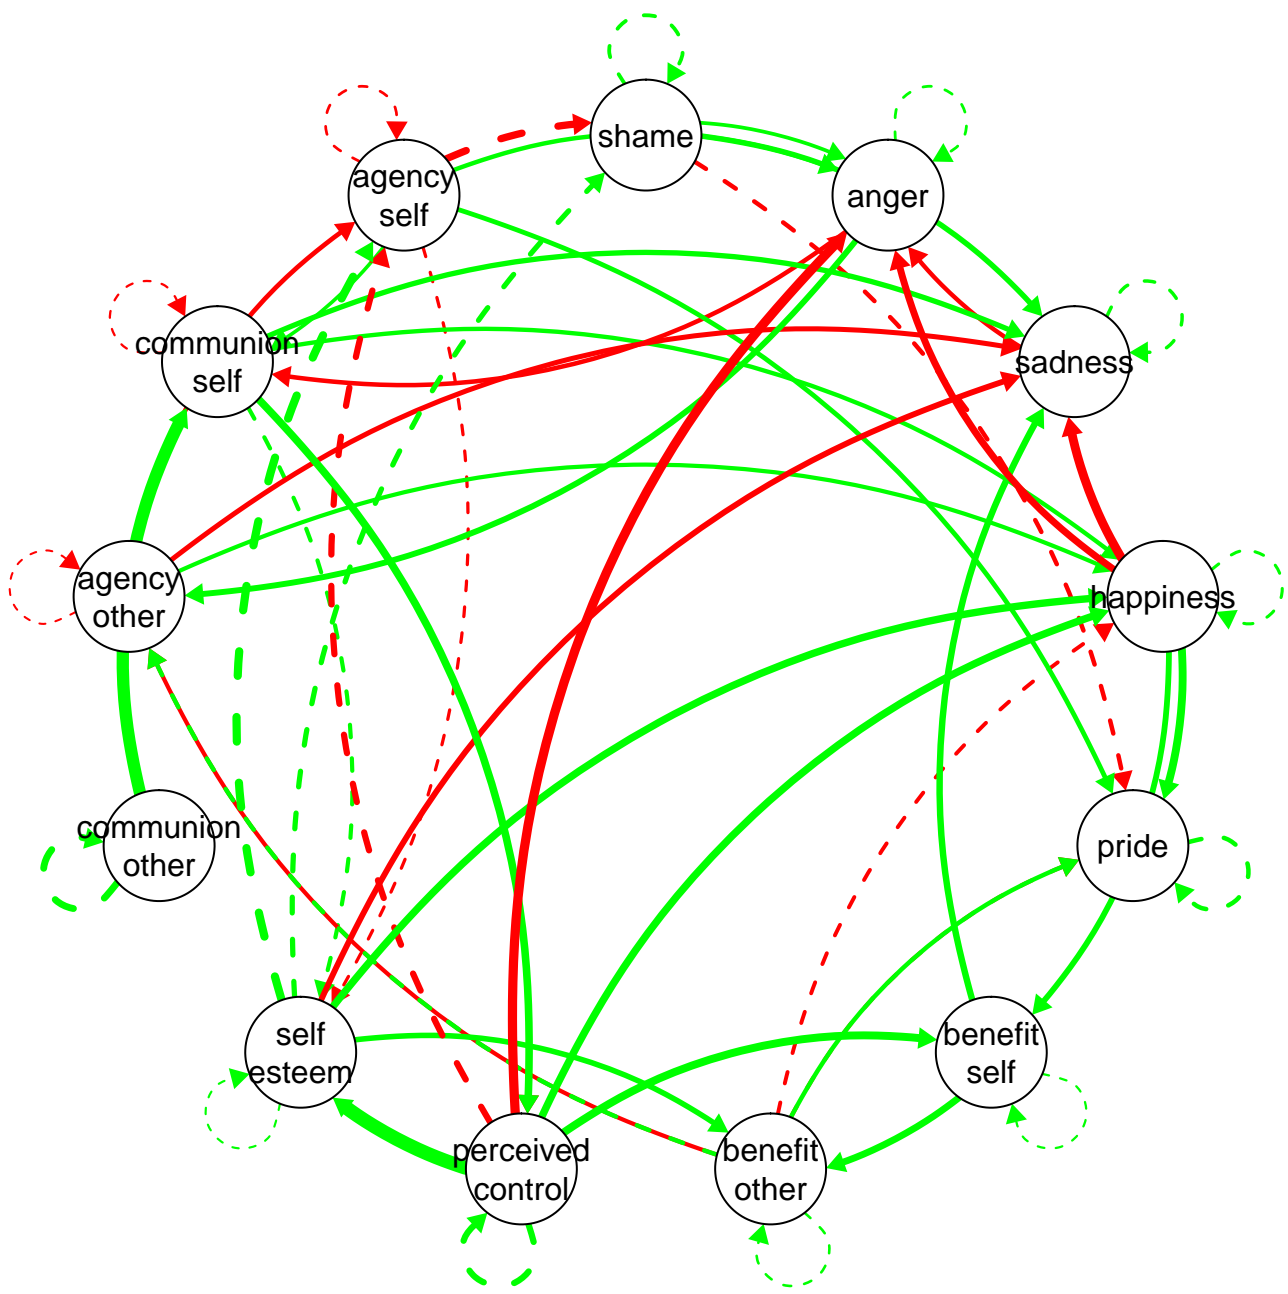 shame
agency
self
anger
communion
self
sadness
agency
other
happiness
communion
other
pride
self
esteem
benefit
self
perceived
control
benefit
other